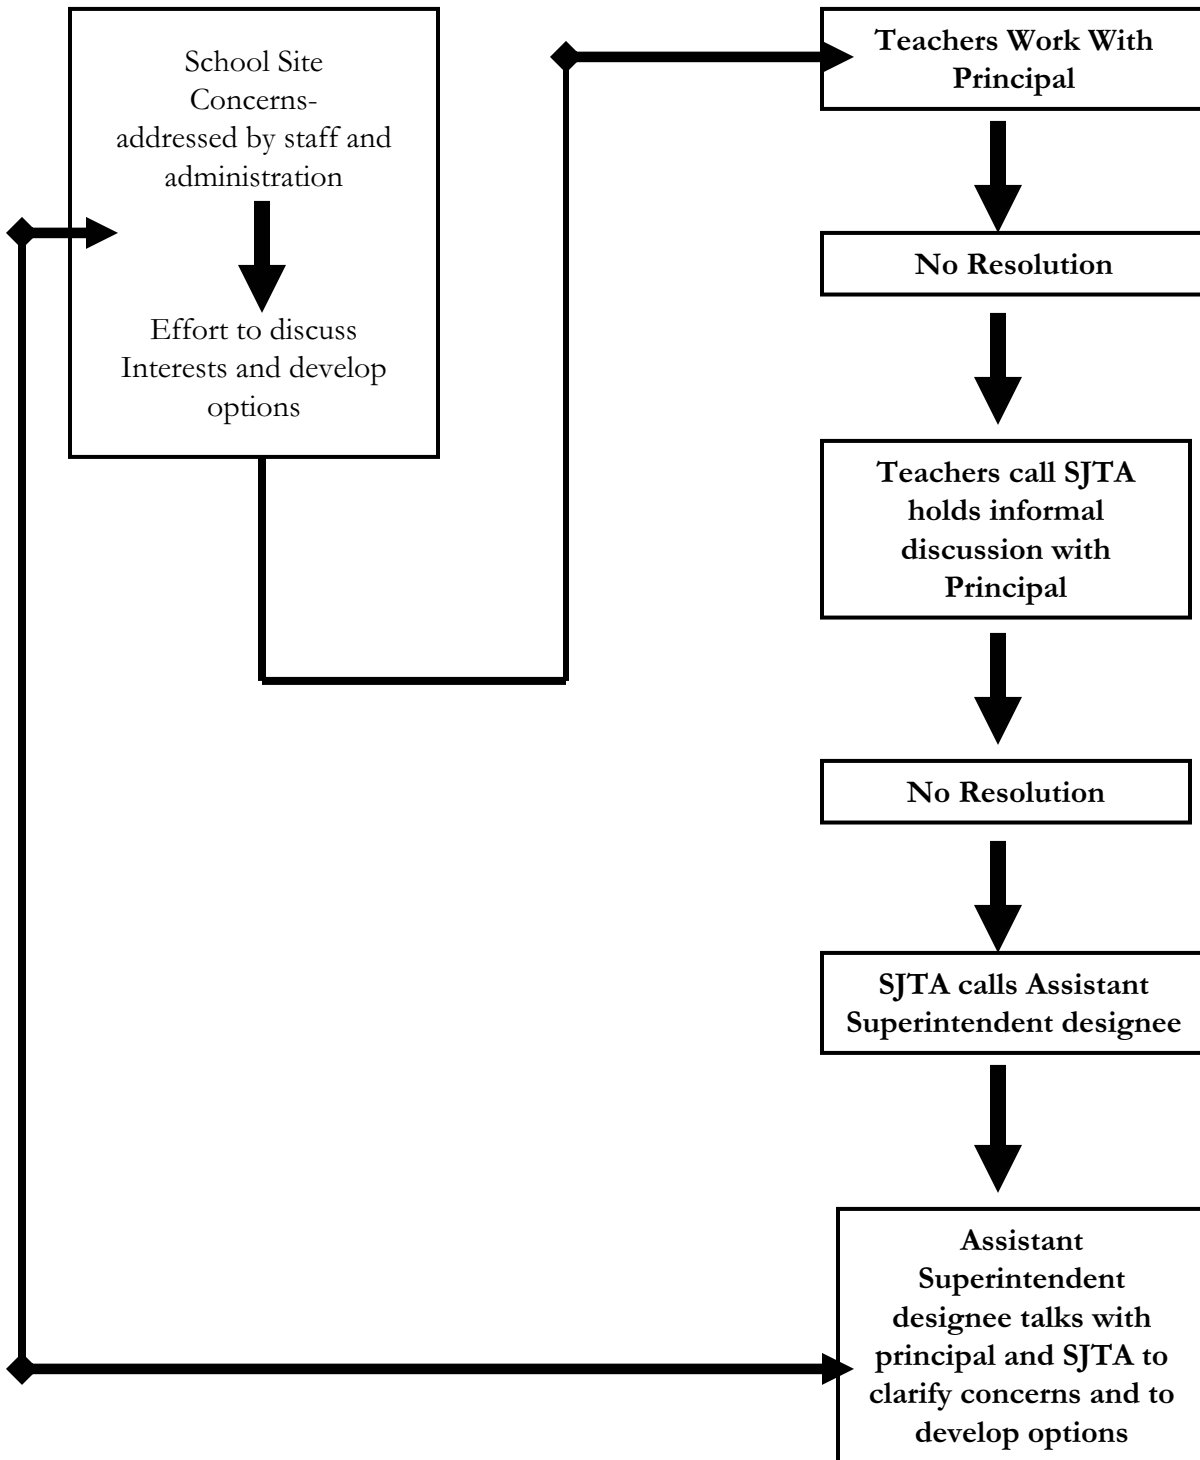 School Site
Concerns-
addressed by staff and
administration
Effort to discuss
Interests and develop
options
Teachers Work With
Principal
No Resolution
Teachers call SJTA
holds informal
discussion with
Principal
No Resolution
SJTA calls Assistant
Superintendent designee
Assistant
Superintendent
designee talks with
principal and SJTA to
clarify concerns and to
develop options